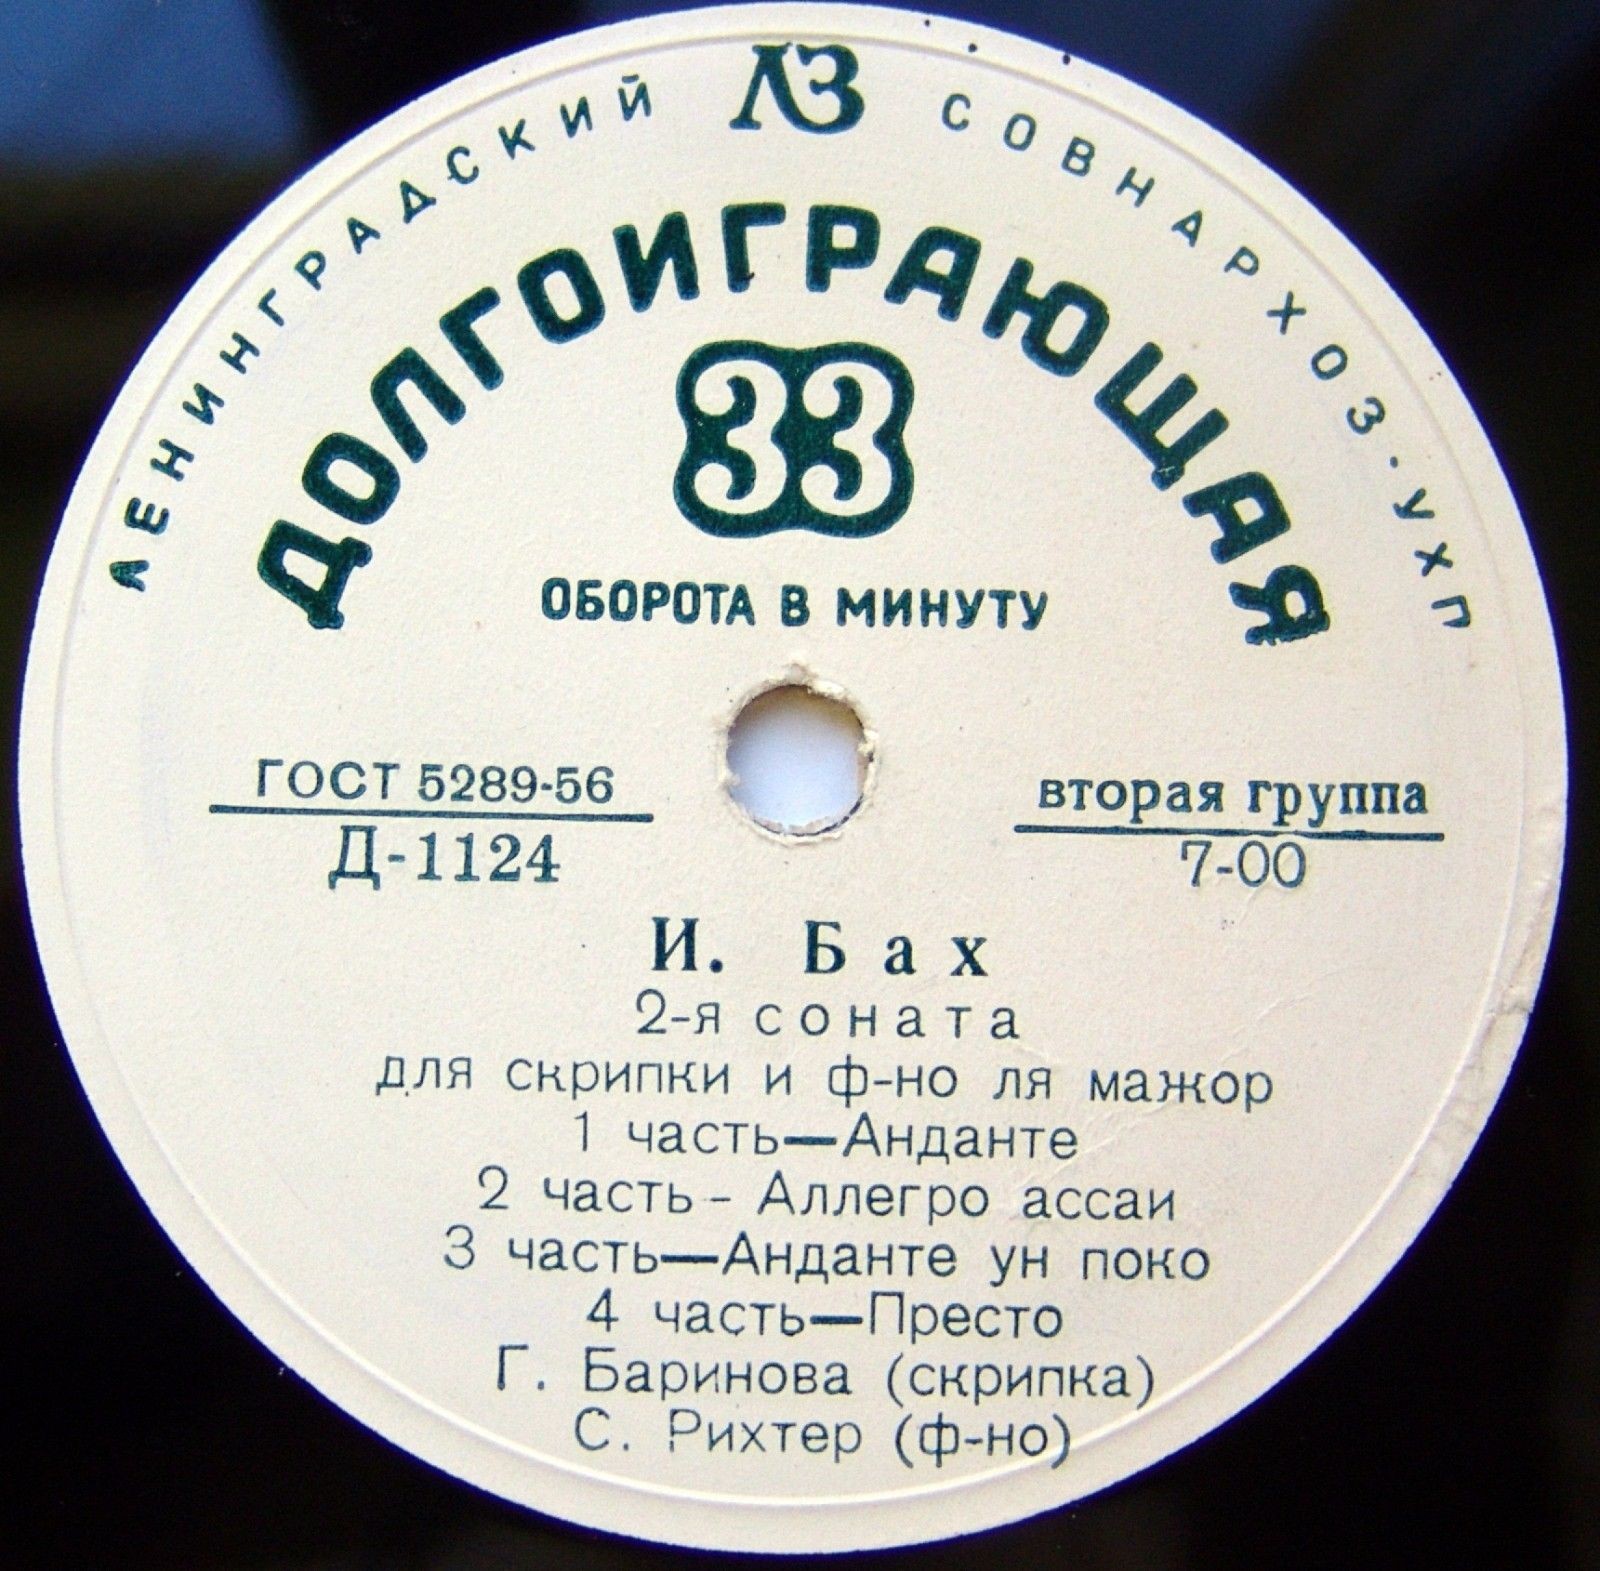 ЛЕНИНГРАДСКИЙ ЛЗ СОВНАРХОЗ·УХП
ДОЛГОИГРАЮЩАЯ
33
ОБОРОТА В МИНУТУ
ГОСТ 5289-56
Д-1124
вторая группа
7-00
И. Бах
2-я соната
для скрипки и ф-но ля мажор
1 часть—Анданте
2 часть- Аллегро ассаи
3 часть—Анданте ун поко
4 часть—Престо
Г. Баринова (скрипка)
С. Рихтер (ф-но)